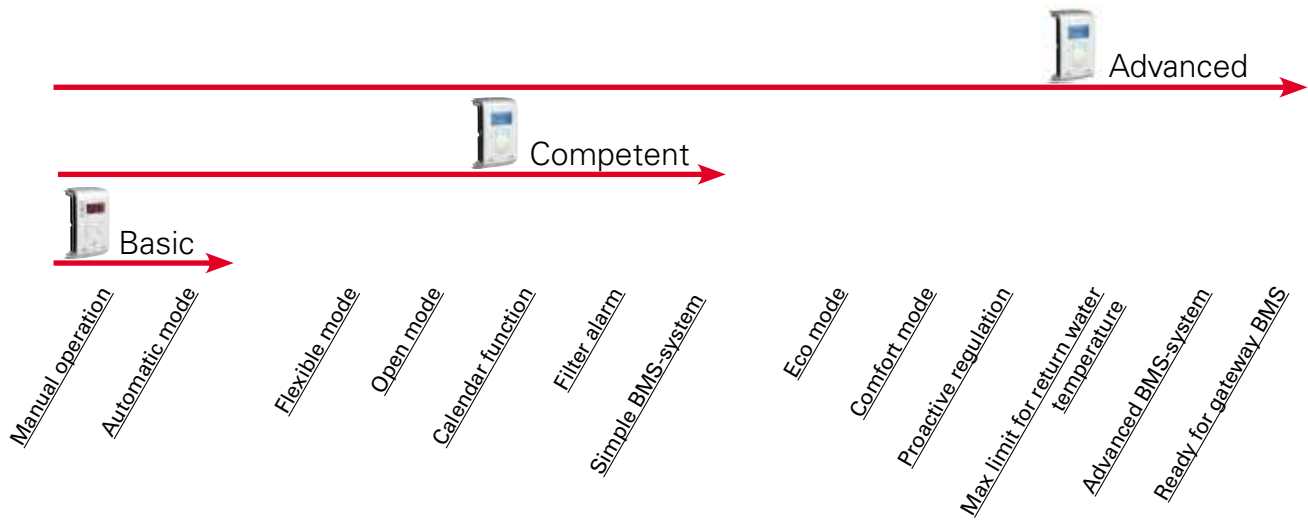 Advanced
Competent
Basic
Manual operation
Automatic mode
Flexible mode
Open mode
Calendar function
Filter alarm
Simple BMS-system
Eco mode
Comfort mode
Proactive regulation
Max limit for return water
temperature
Advanced BMS-system
Ready for gateway BMS